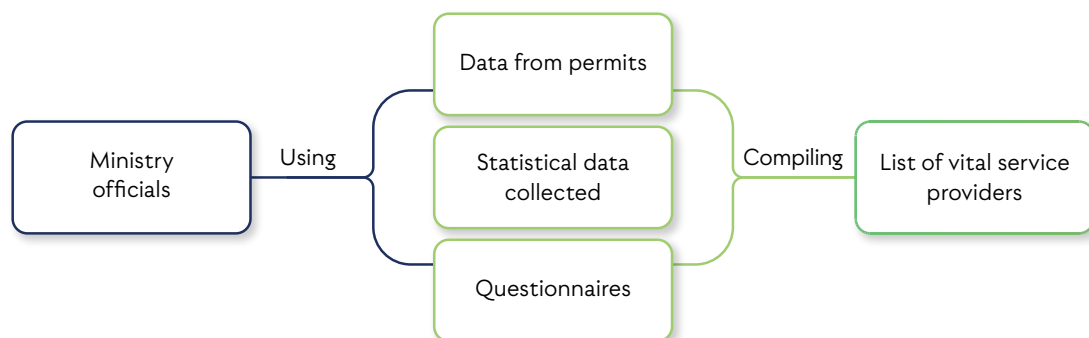 Ministry
officials
Using
Data from permits
Statistical data
collected
Questionnaires
Compiling
List of vital service
providers